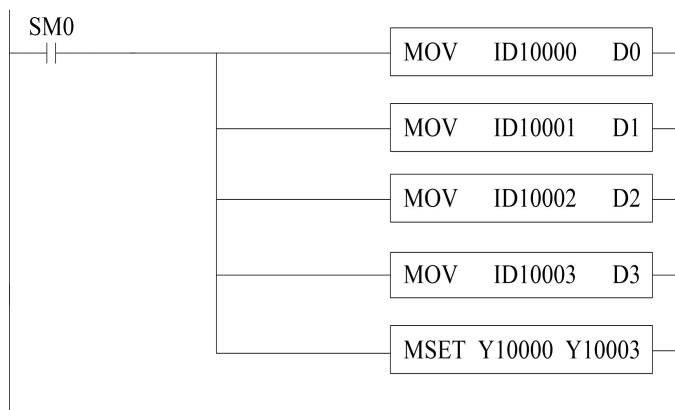 SM0
MOV ID10000 D0
MOV ID10001 D1
MOV ID10002 D2
MOV ID10003 D3
MSET Y10000 Y10003